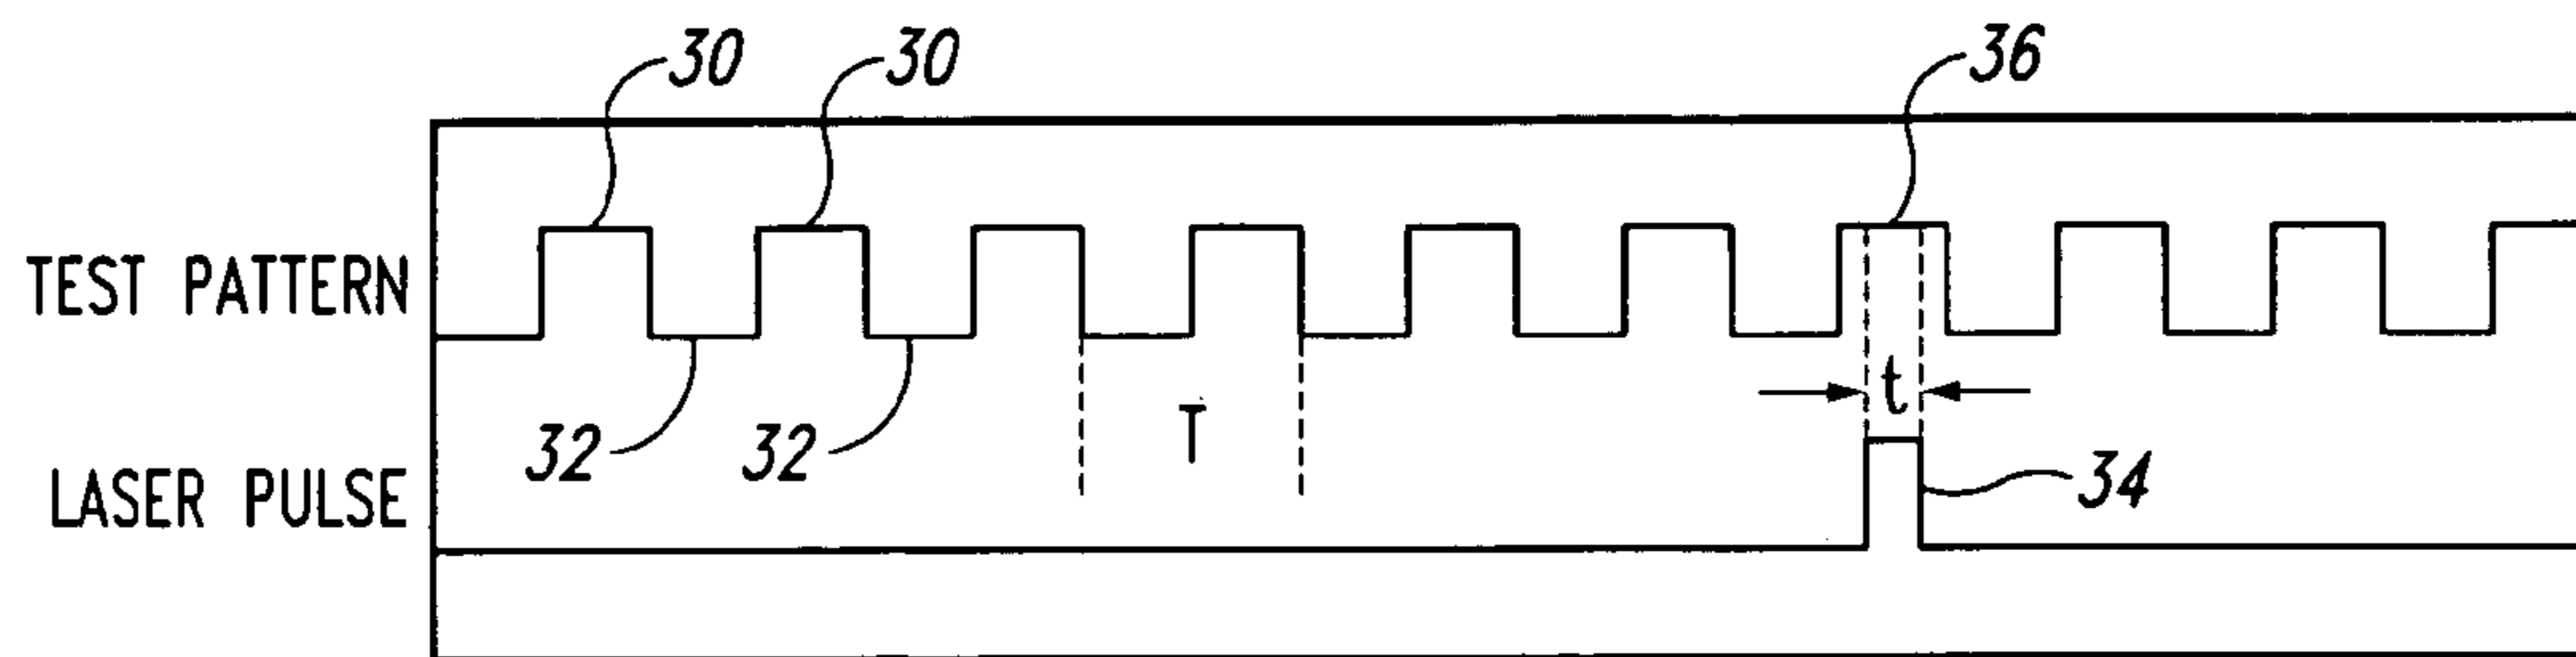 30 30 36
TEST PATTERN
t
T
32 32
LASER PULSE
34